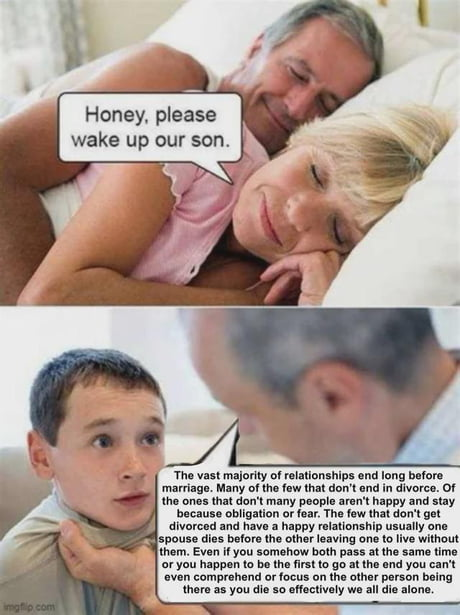 Honey, please
wake up our son.
The vast majority of relationships end long before
marriage. Many of the few that don't end in divorce. Of
the ones that don't many people aren't happy and stay
because obligation or fear. The few that don't get
divorced and have a happy relationship usually one
spouse dies before the other leaving one to live without
them. Even if you somehow both pass at the same time
or you happen to be the first to go at the end you can't
even comprehend or focus on the other person being
there as you die so effectively we all die alone.
imgflip.com